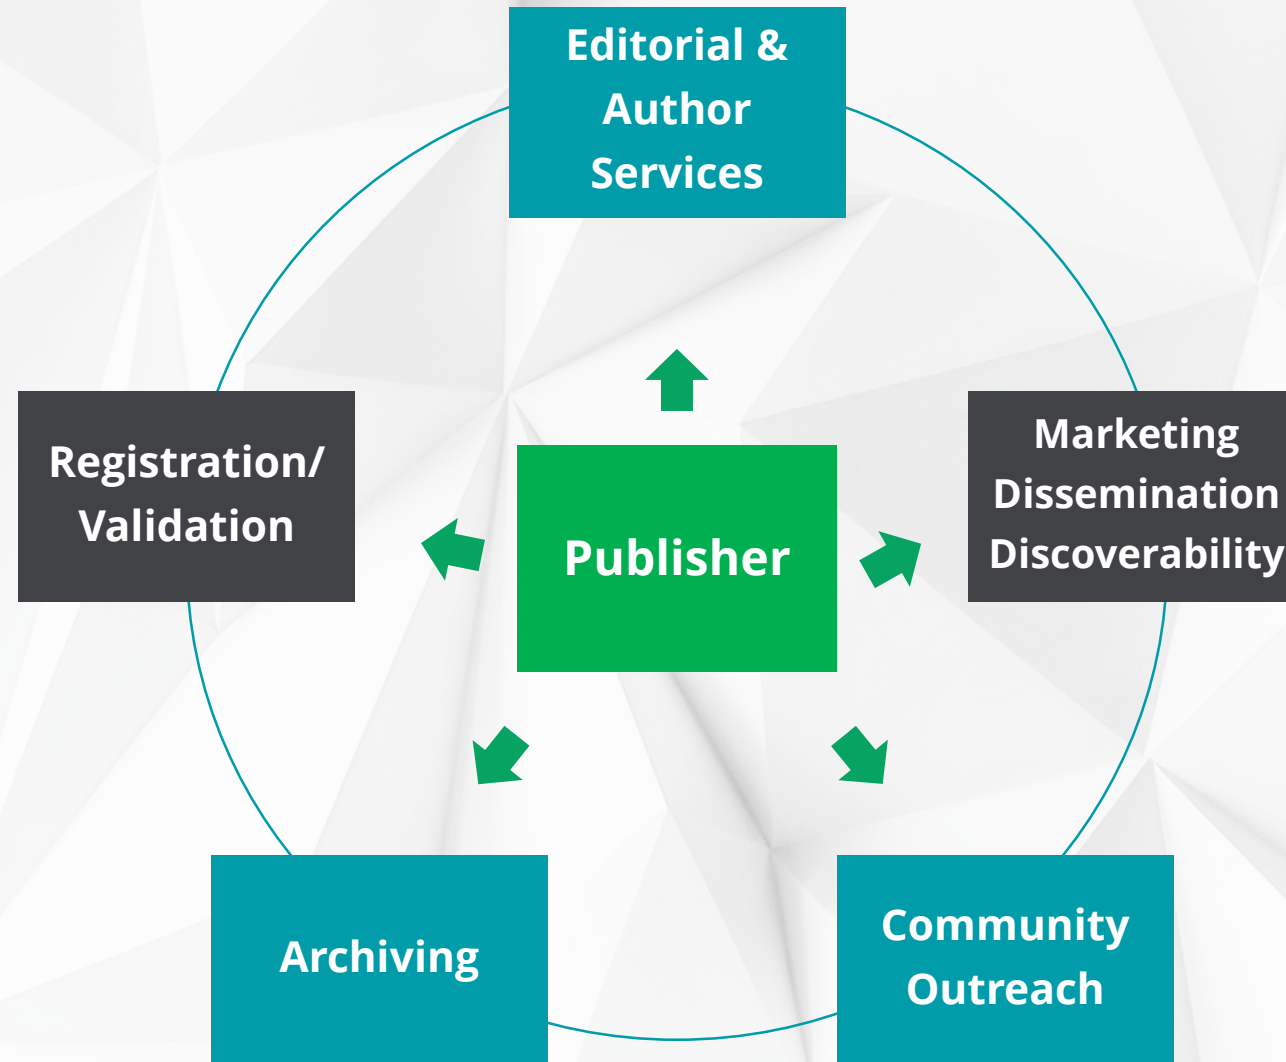 Editorial &
Author
Services
Registration/
Validation
Marketing
Dissemination
Discoverability
Publisher
Archiving
Community
Outreach